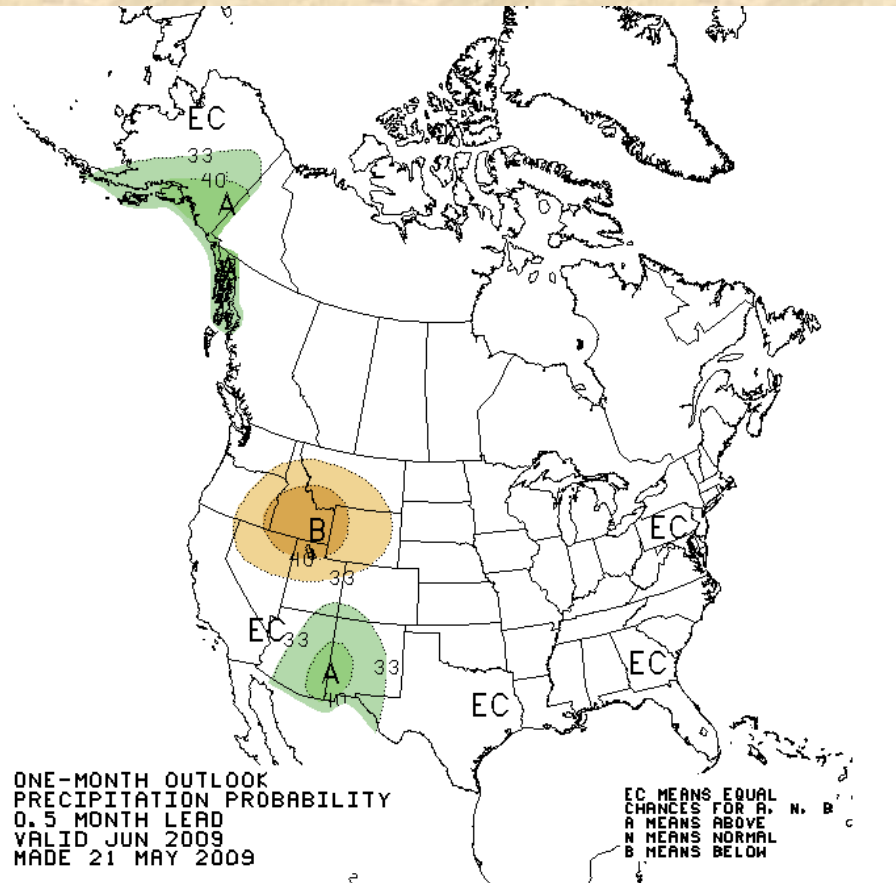 EC
33
40
A
B
40
33
EC
EC
33
33
A
40
EC
EC
ONE-MONTH OUTLOOK
PRECIPITATION PROBABILITY
0.5 MONTH LEAD
VALID JUN 2009
MADE 21 MAY 2009
EC MEANS EQUAL
CHANCES FOR A, N, B
A MEANS ABOVE
N MEANS NORMAL
B MEANS BELOW